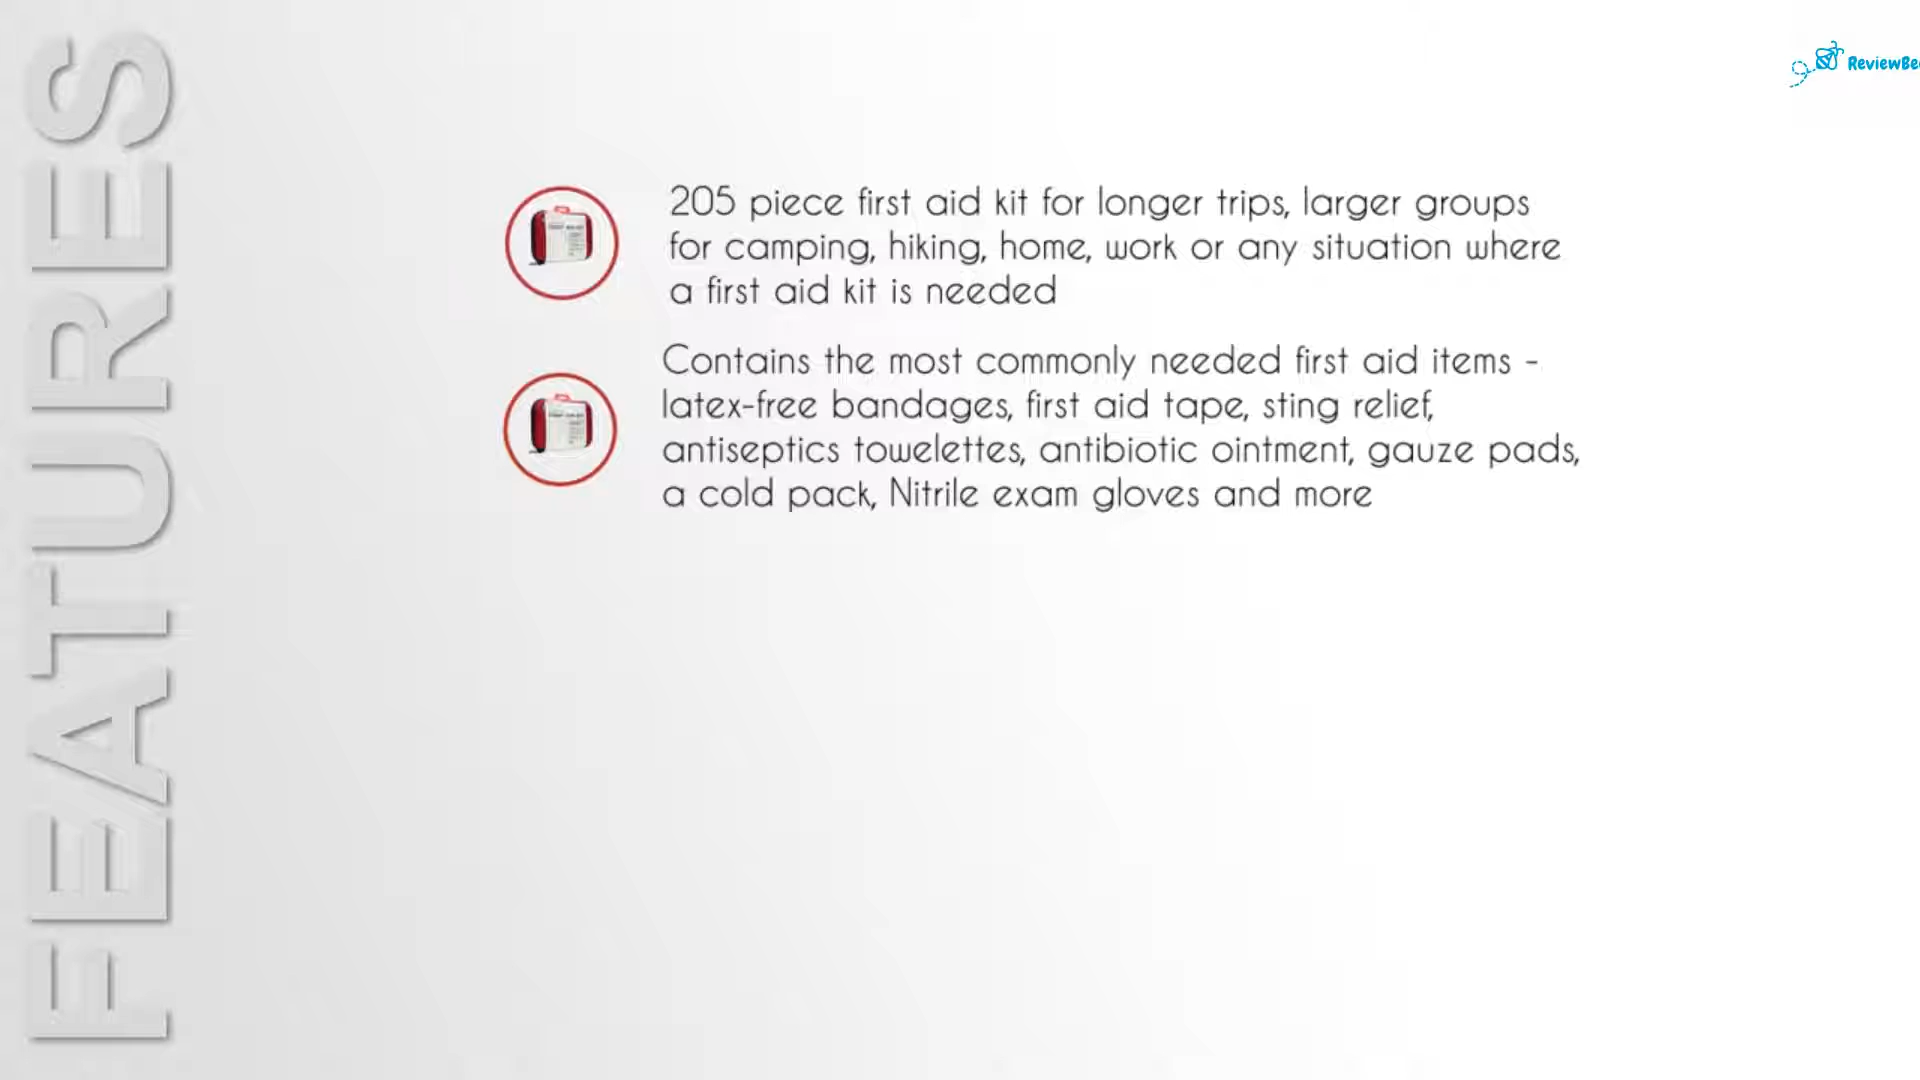 FEATURES
ReviewBee
205 piece first aid kit for longer trips, larger groups
for camping, hiking, home, work or any situation where
a first aid kit is needed
Contains the most commonly needed first aid items -
latex-free bandages, first aid tape, sting relief,
antiseptics towelettes, antibiotic ointment, gauze pads,
a cold pack, Nitrile exam gloves and more